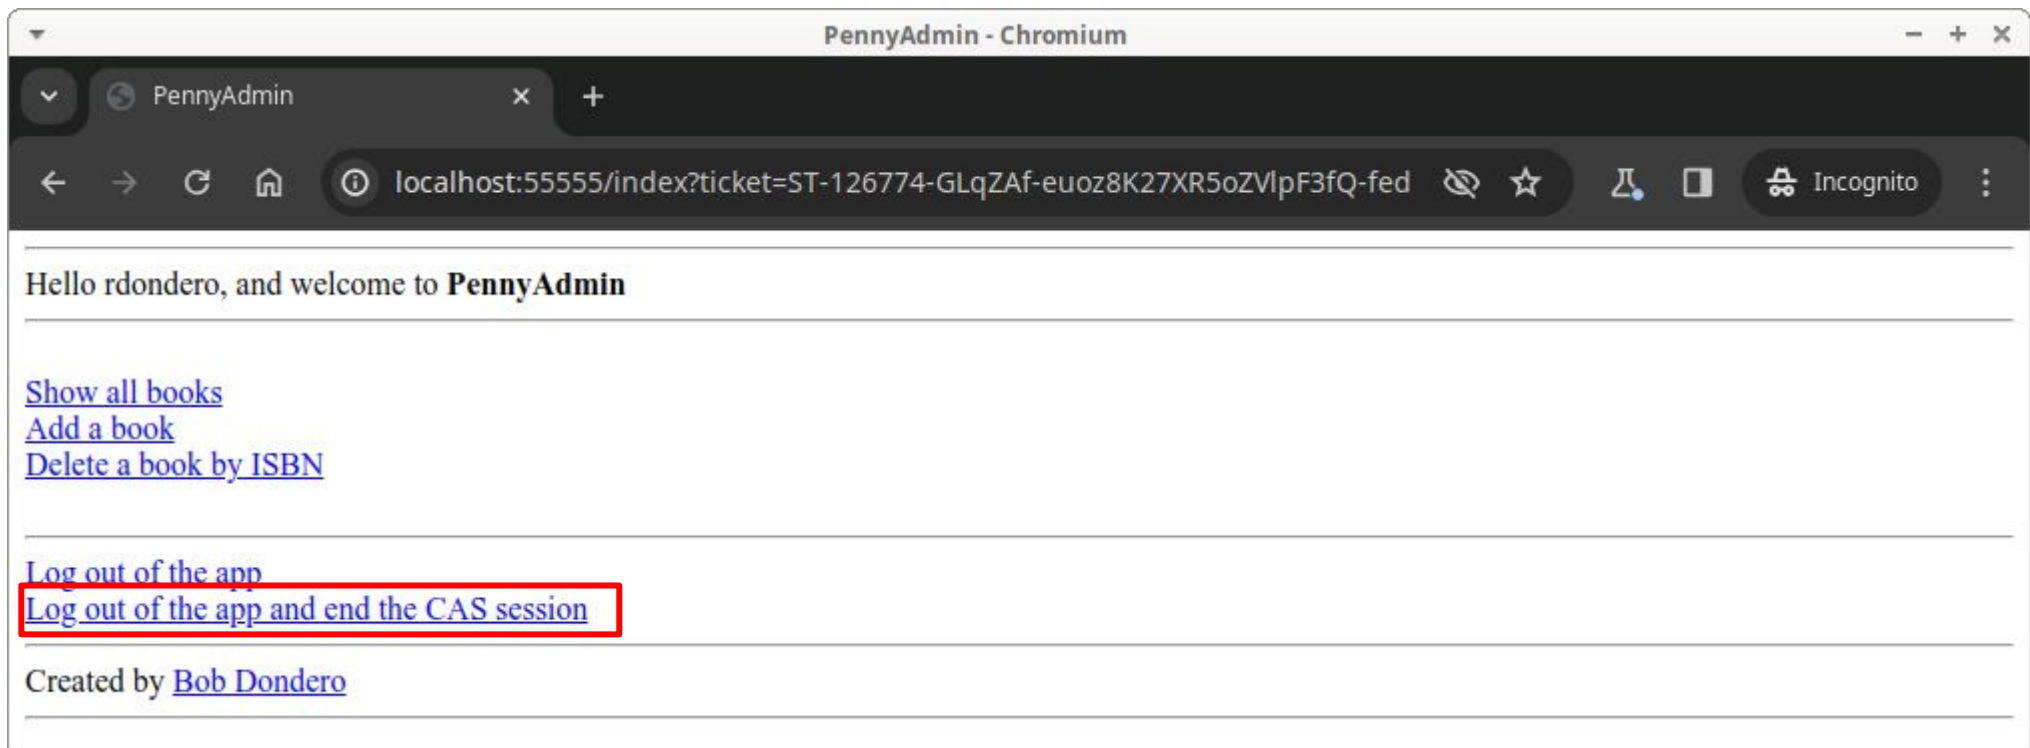 PennyAdmin - Chromium
PennyAdmin
localhost:55555/index?ticket=ST-126774-GLqZAf-euoz8K27XR5oZVlpF3fQ-fed
Incognito
Hello rdondero, and welcome to PennyAdmin
Show all books
Add a book
Delete a book by ISBN
Log out of the app
Log out of the app and end the CAS session
Created by Bob Dondero